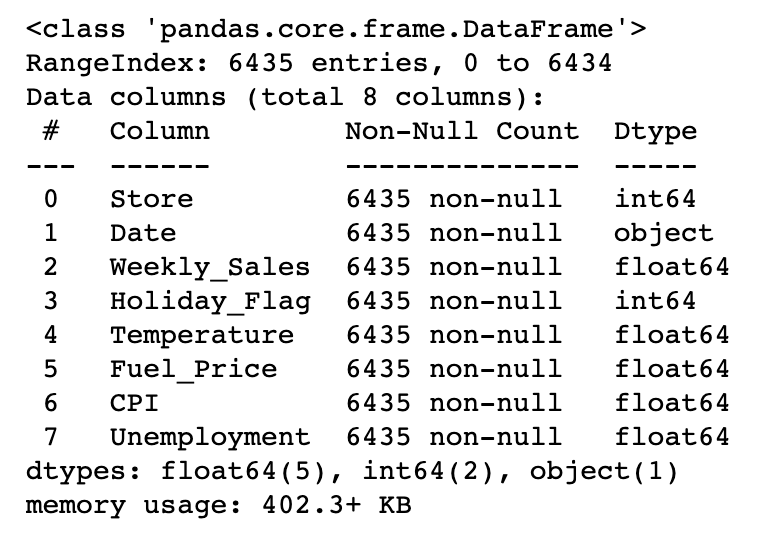 <class 'pandas.core.frame.DataFrame'>
RangeIndex: 6435 entries, 0 to 6434
Data columns (total 8 columns):
 #   Column        Non-Null Count  Dtype
---  ------        --------------  -----
 0   Store         6435 non-null   int64
 1   Date          6435 non-null   object
 2   Weekly_Sales  6435 non-null   float64
 3   Holiday_Flag  6435 non-null   int64
 4   Temperature   6435 non-null   float64
 5   Fuel_Price    6435 non-null   float64
 6   CPI           6435 non-null   float64
 7   Unemployment  6435 non-null   float64
dtypes: float64(5), int64(2), object(1)
memory usage: 402.3+ KB